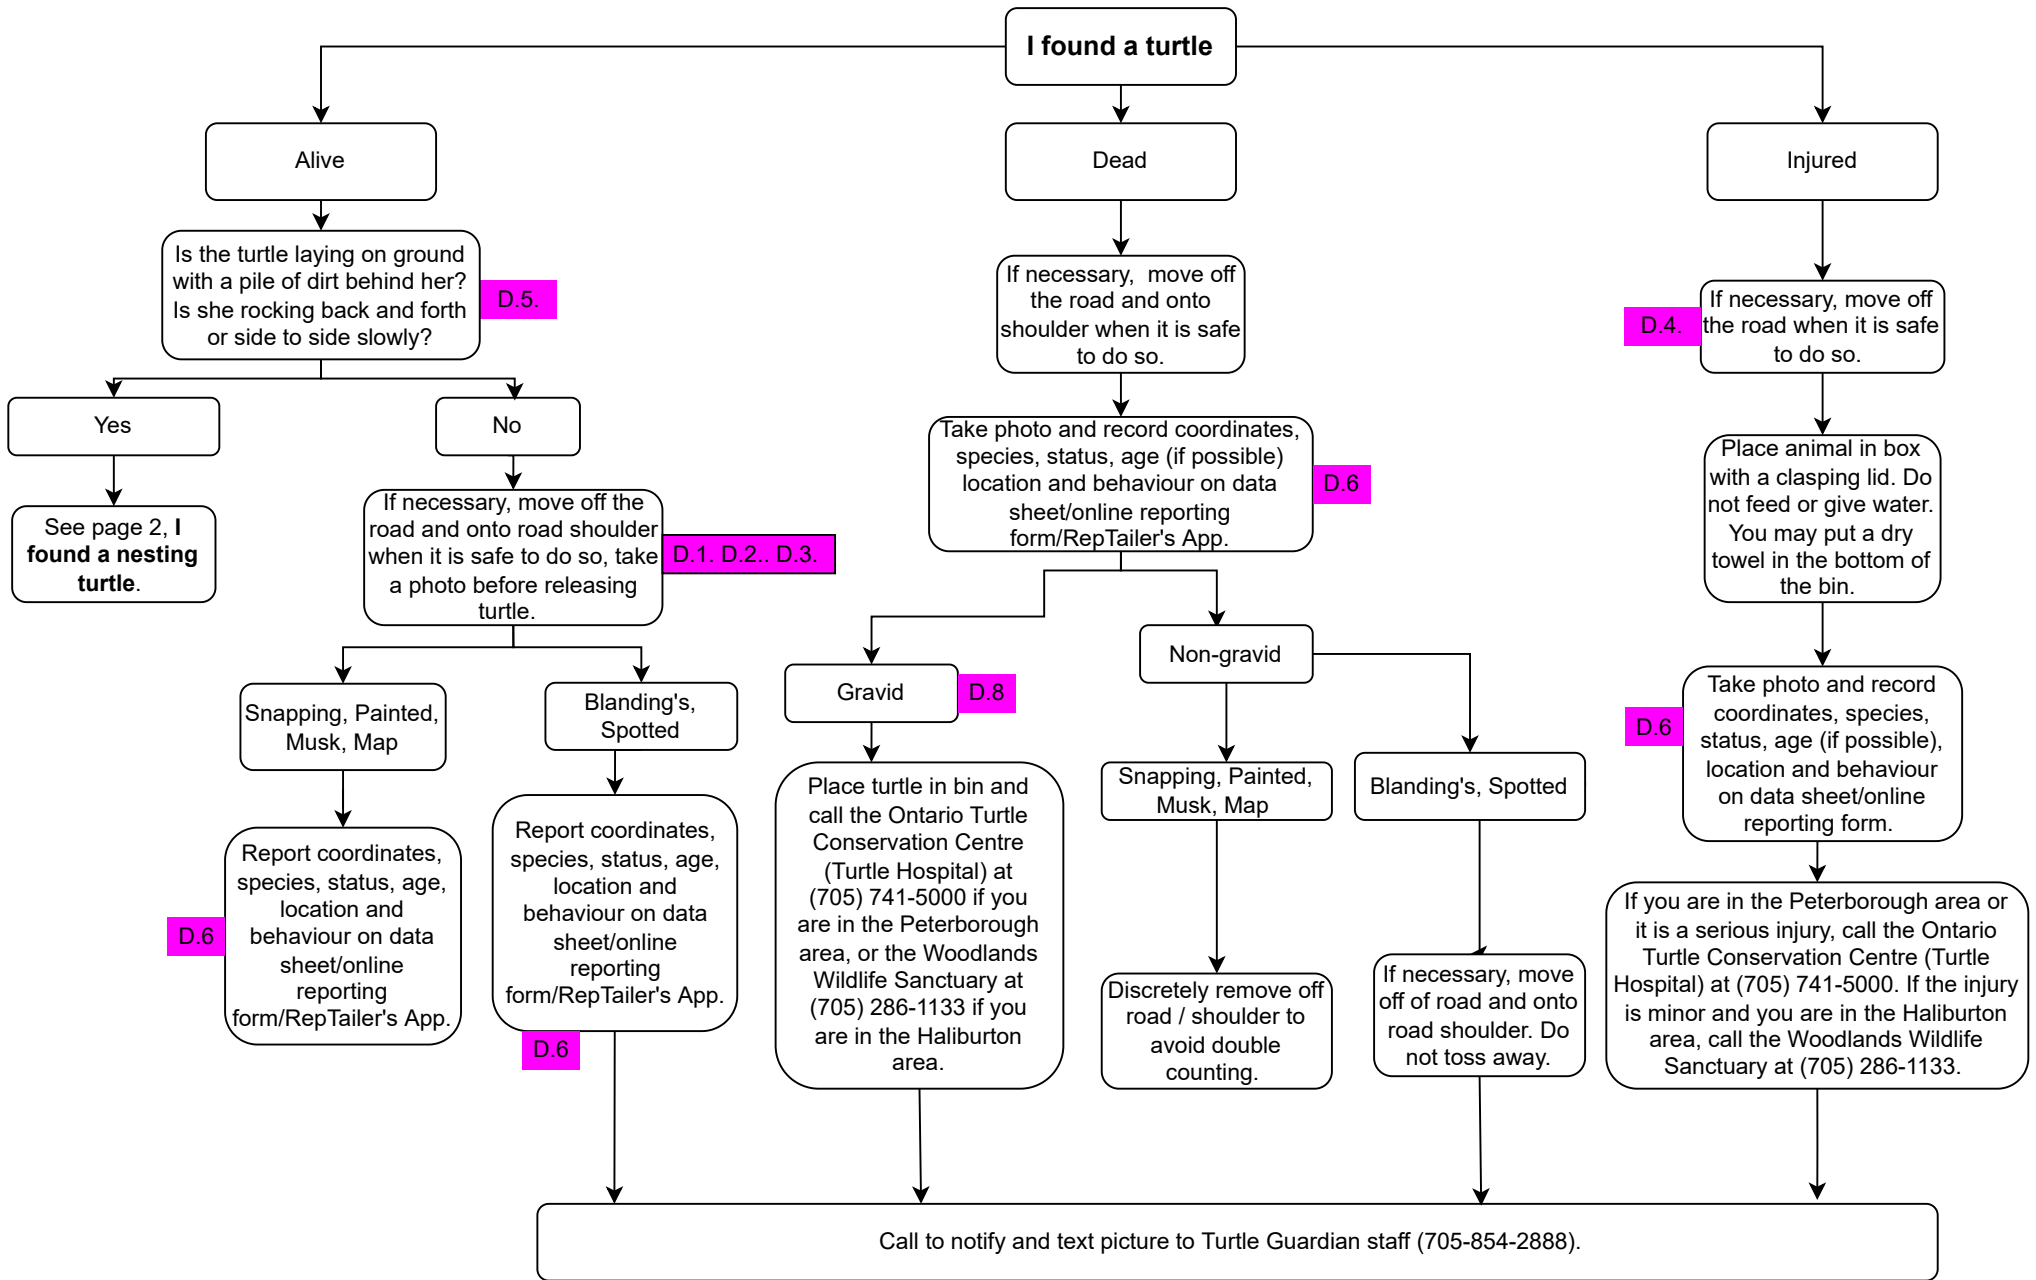 I found a turtle
Alive
Dead
Injured
Is the turtle laying on ground
with a pile of dirt behind her?
Is she rocking back and forth
or side to side slowly?
D.5.
Yes
No
See page 2, I
found a nesting
turtle.
If necessary, move off the
road and onto road shoulder
when it is safe to do so, take
a photo before releasing
turtle.
D.1. D.2.. D.3.
Snapping, Painted,
Musk, Map
Blanding's,
Spotted
Report coordinates,
species, status, age,
location and
behaviour on data
sheet/online
reporting
form/RepTailer's App.
D.6
Report coordinates,
species, status, age,
location and
behaviour on data
sheet/online
reporting
form/RepTailer's App.
D.6
If necessary, move off
the road and onto
shoulder when it is safe
to do so.
Take photo and record coordinates,
species, status, age (if possible)
location and behaviour on data
sheet/online reporting
form/RepTailer's App.
D.6
Gravid
D.8
Non-gravid
Place turtle in bin and
call the Ontario Turtle
Conservation Centre
(Turtle Hospital) at
(705) 741-5000 if you
are in the Peterborough
area, or the Woodlands
Wildlife Sanctuary at
(705) 286-1133 if you
are in the Haliburton
area.
Snapping, Painted,
Musk, Map
Blanding's, Spotted
Discretely remove off
road / shoulder to
avoid double
counting.
If necessary, move
off of road and onto
road shoulder. Do
not toss away.
If necessary, move off
the road when it is safe
to do so.
D.4.
Place animal in box
with a clasping lid. Do
not feed or give water.
You may put a dry
towel in the bottom of
the bin.
Take photo and record
coordinates, species,
status, age (if possible),
location and behaviour
on data sheet/online
reporting form.
D.6
If you are in the Peterborough area or
it is a serious injury, call the Ontario
Turtle Conservation Centre (Turtle
Hospital) at (705) 741-5000. If the injury
is minor and you are in the Haliburton
area, call the Woodlands Wildlife
Sanctuary at (705) 286-1133.
Call to notify and text picture to Turtle Guardian staff (705-854-2888).